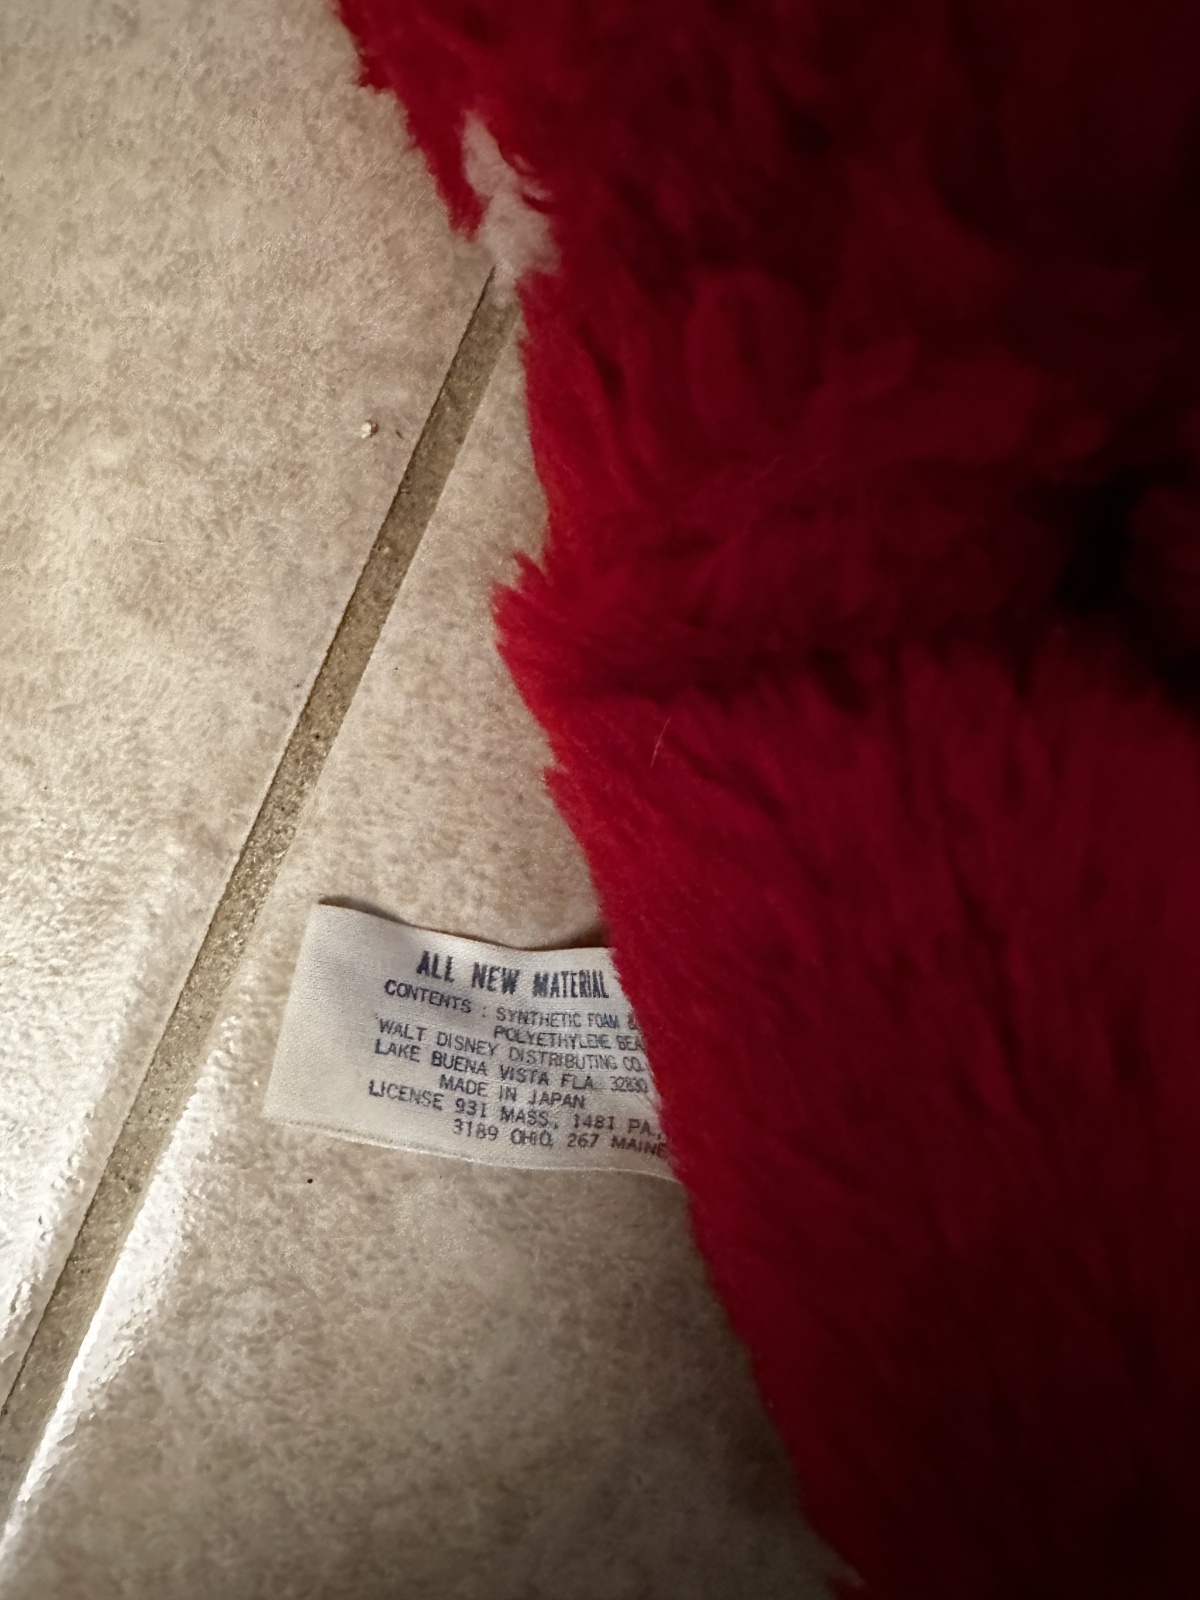 ALL NEW MATERIAL
CONTENTS : SYNTHETIC FOAM &
POLYETHYLENE BEA
WALT DISNEY DISTRIBUTING CO.
LAKE BUENA VISTA FLA. 32830
MADE IN JAPAN
LICENSE 931 MASS., 1481 PA.,
3189 OHIO, 267 MAINE